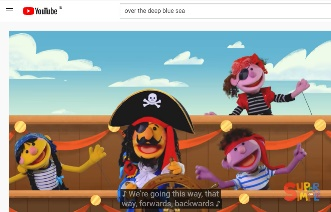 YouTube
over the deep blue sea
♪ We're going this way, that
way, forwards, backwards ♪
SUPER
SIMPLE